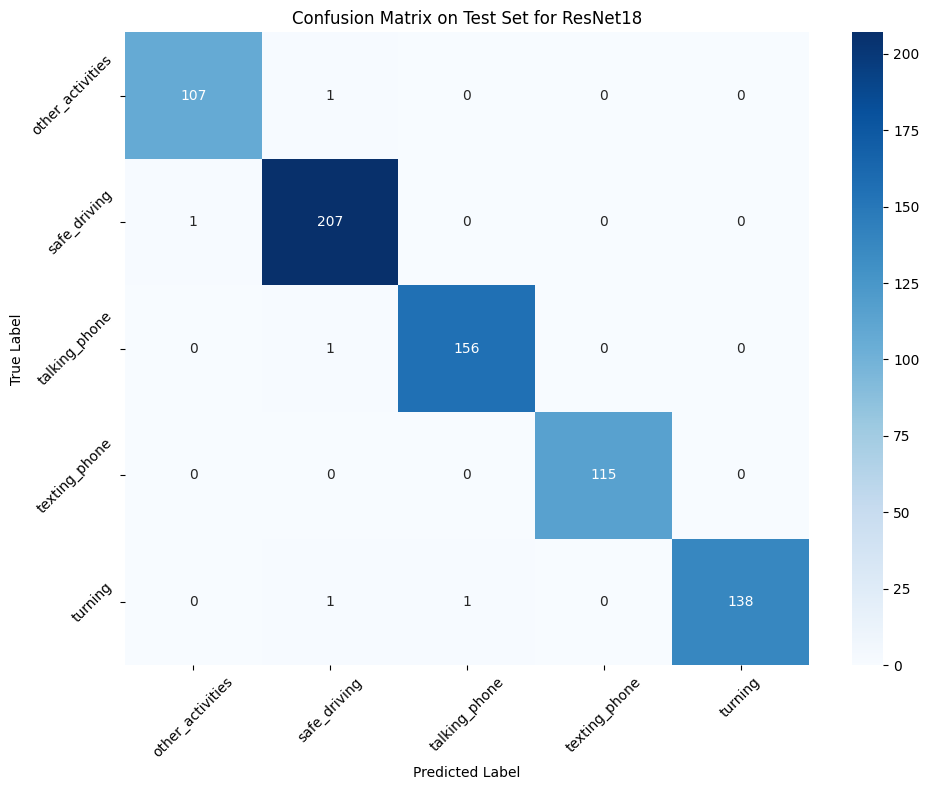 Confusion Matrix on Test Set for ResNet18
True Label
other_activities 107 1 0 0 0
safe_driving 1 207 0 0 0
talking_phone 0 1 156 0 0
texting_phone 0 0 0 115 0
turning 0 1 1 0 138
other_activities safe_driving talking_phone texting_phone turning
Predicted Label
200
175
150
125
100
75
50
25
0